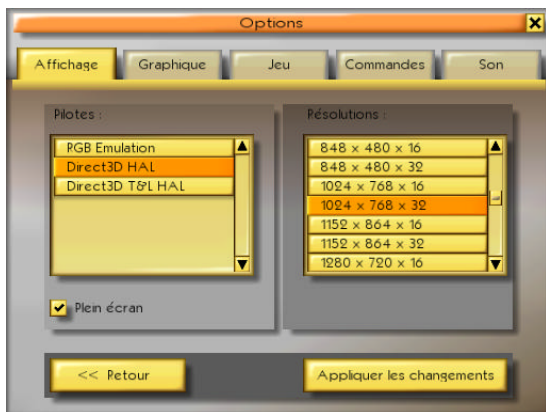 Options
Affichage
Graphique
Jeu
Commandes
Son
Pilotes :
RGB Emulation
Direct3D HAL
Direct3D T&L HAL
Plein écran
Résolutions :
848 x 480 x 16
848 x 480 x 32
1024 x 768 x 16
1024 x 768 x 32
1152 x 864 x 16
1152 x 864 x 32
1280 x 720 x 16
<< Retour
Appliquer les changements